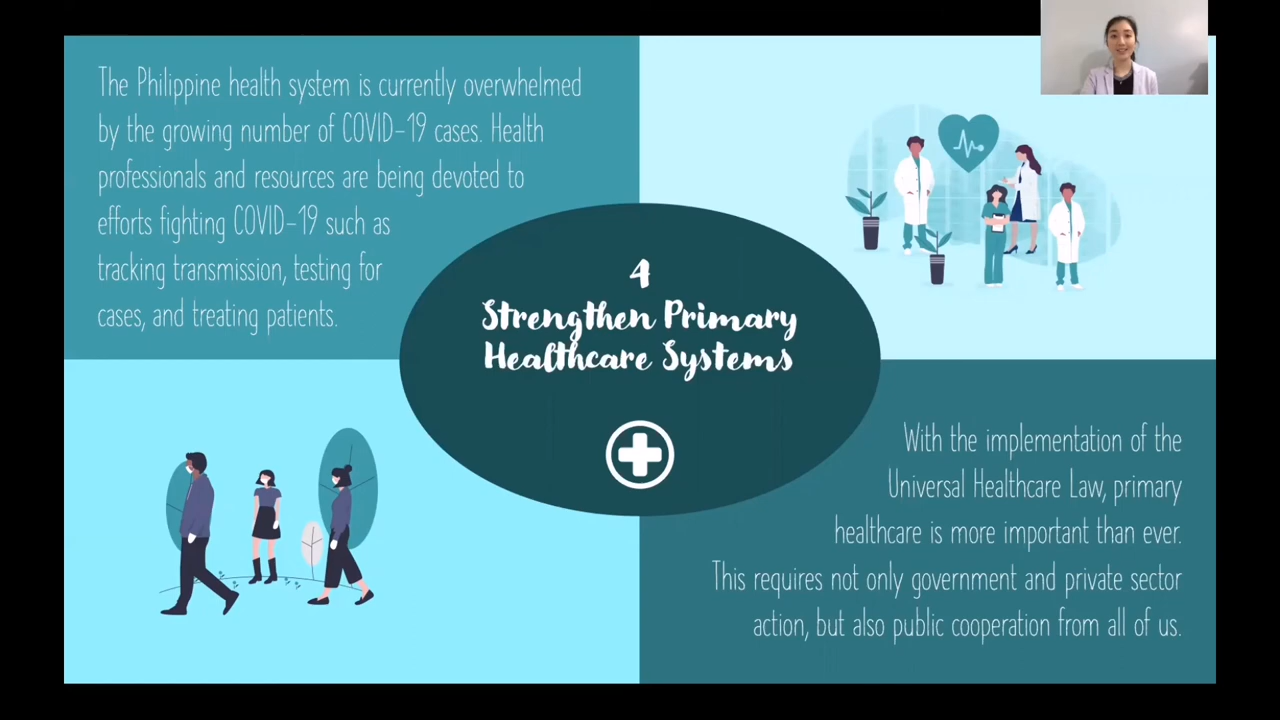 The Philippine health system is currently overwhelmed
by the growing number of COVID-19 cases. Health
professionals and resources are being devoted to
efforts fighting COVID-19 such as
tracking transmission, testing for
cases, and treating patients.
4
Strengthen Primary
Healthcare Systems
With the implementation of the
Universal Healthcare Law, primary
healthcare is more important than ever.
This requires not only government and private sector
action, but also public cooperation from all of us.